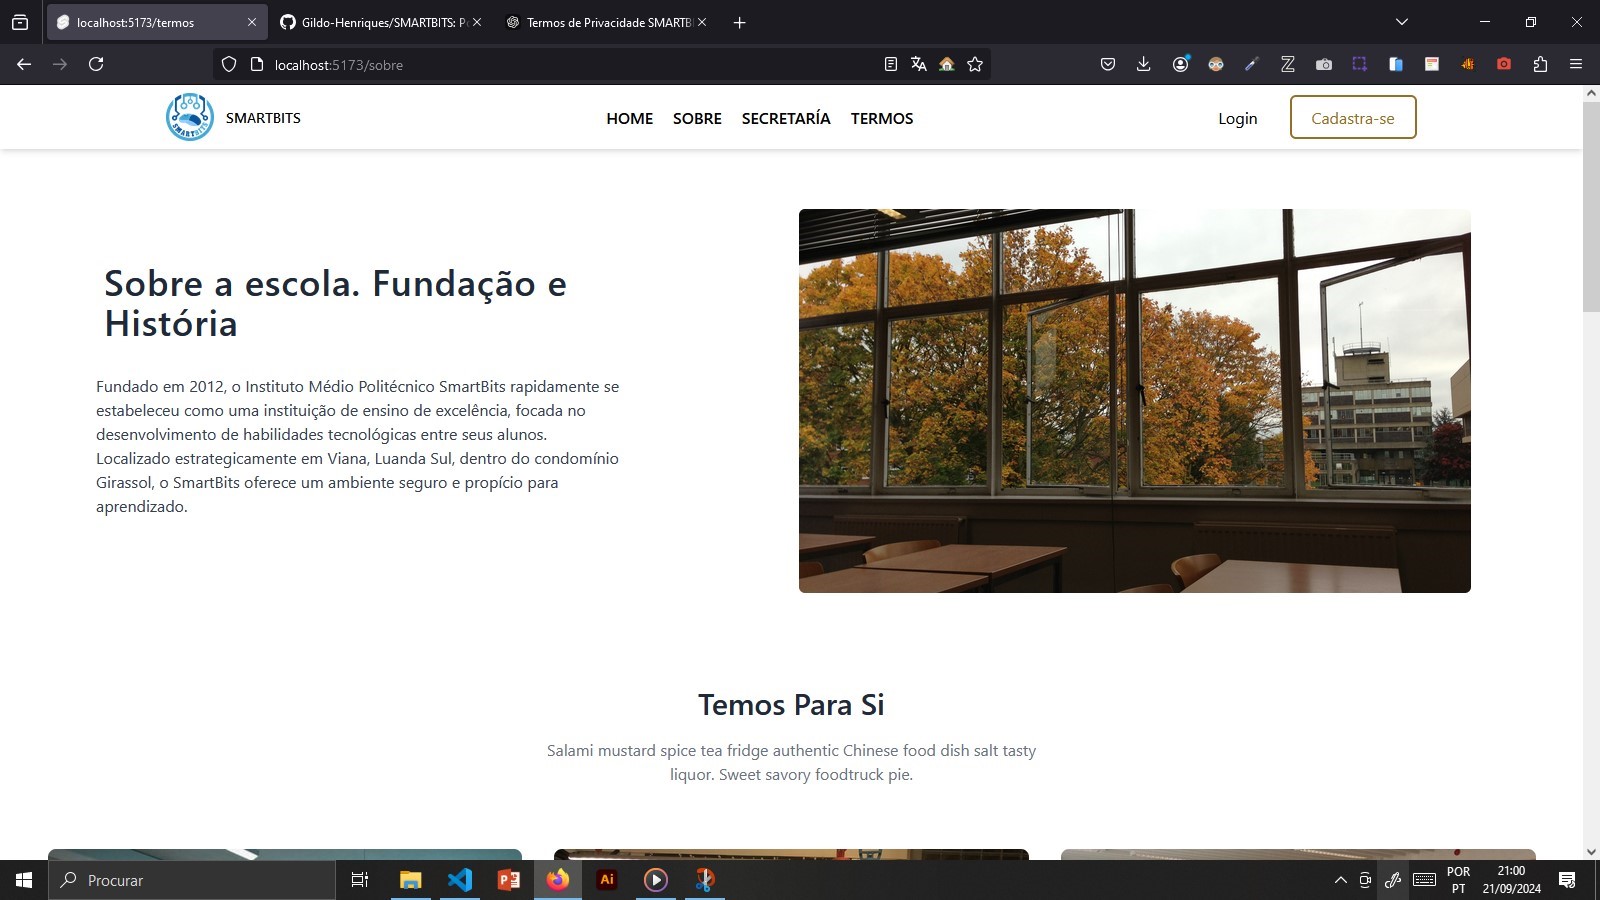 localhost:5173/termos
Gildo-Henriques/SMARTBITS: P
Termos de Privacidade SMARTB
localhost:5173/sobre
SMARTBITS
SMARTBITS
HOME
SOBRE
SECRETARÍA
TERMOS
Login
Cadastra-se
Sobre a escola. Fundação e
História
Fundado em 2012, o Instituto Médio Politécnico SmartBits rapidamente se
estabeleceu como uma instituição de ensino de excelência, focada no
desenvolvimento de habilidades tecnológicas entre seus alunos.
Localizado estrategicamente em Viana, Luanda Sul, dentro do condomínio
Girassol, o SmartBits oferece um ambiente seguro e propício para
aprendizado.
Temos Para Si
Salami mustard spice tea fridge authentic Chinese food dish salt tasty
liquor. Sweet savory foodtruck pie.
Procurar
Ai
POR
PT
21:00
21/09/2024